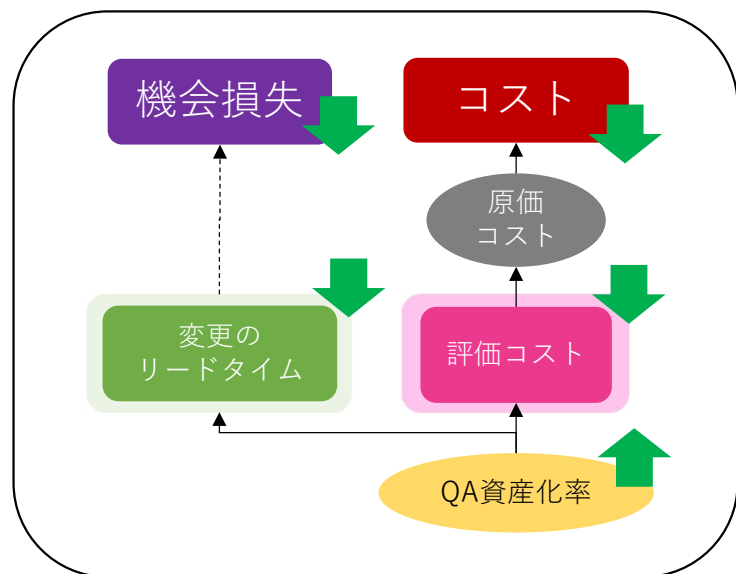 機会損失
コスト
原価
コスト
変更の
リードタイム
評価コスト
QA資産化率